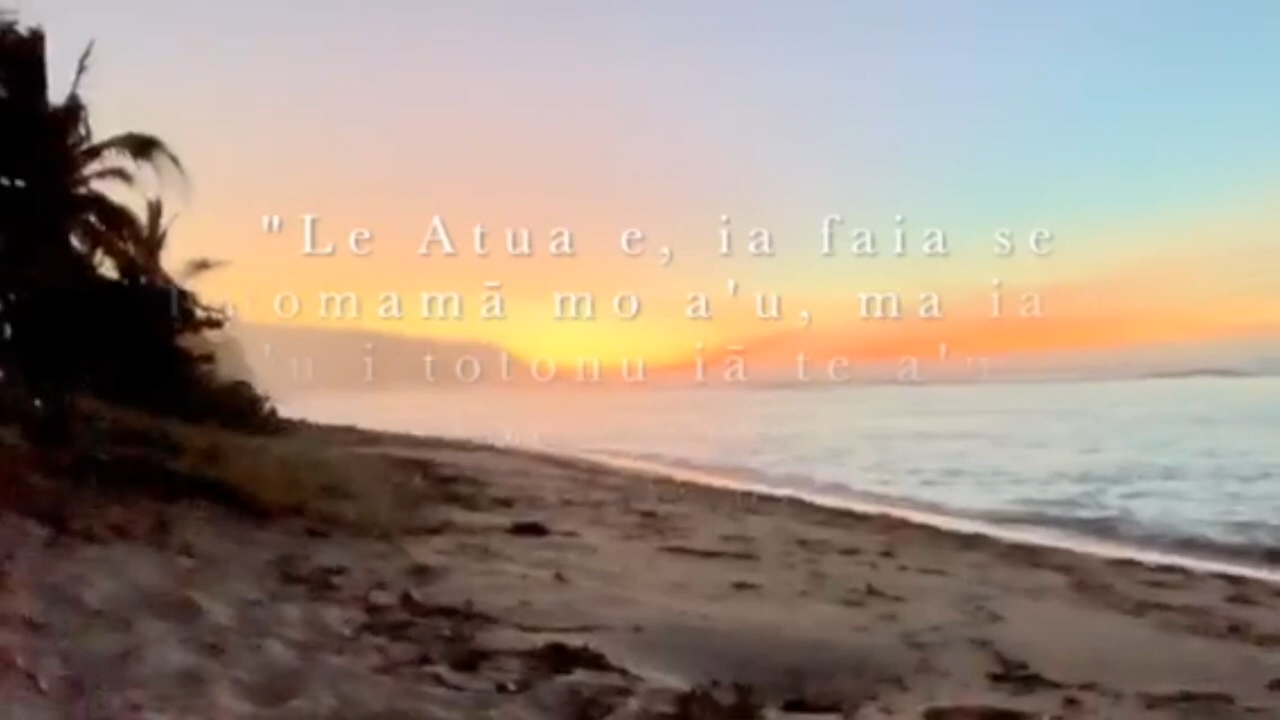 "Le Atua e, ia faia se
mo a'u, ma ia
i totonu iā te a'u